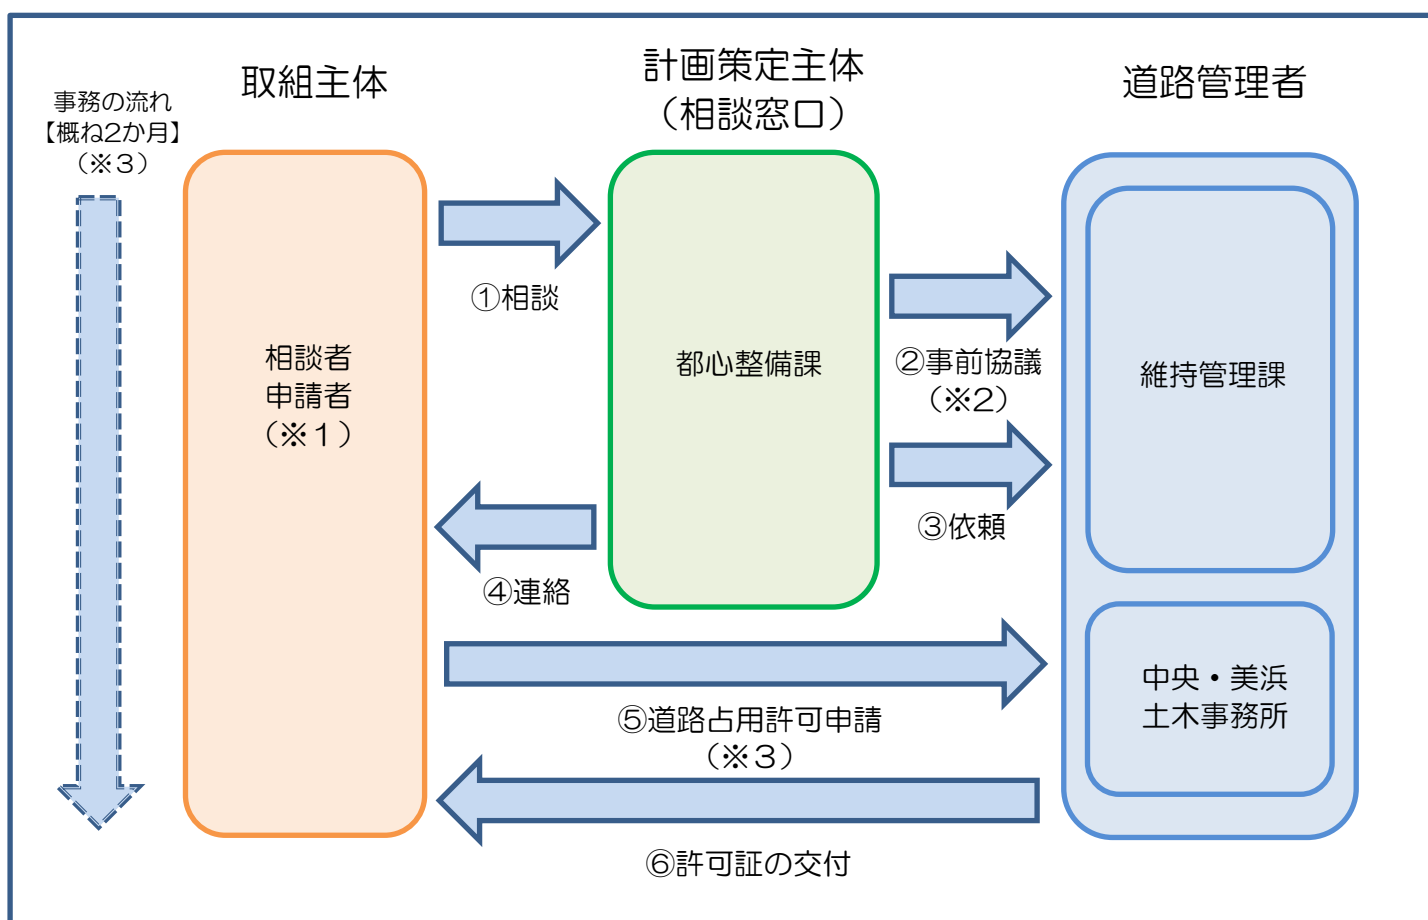 取組主体
計画策定主体
（相談窓口）
道路管理者
事務の流れ
【概ね2か月】
（※３）
相談者
申請者
（※１）
①相談
都心整備課
②事前協議
（※2）
維持管理課
③依頼
④連絡
中央・美浜
土木事務所
⑤道路占用許可申請
（※３）
⑥許可証の交付